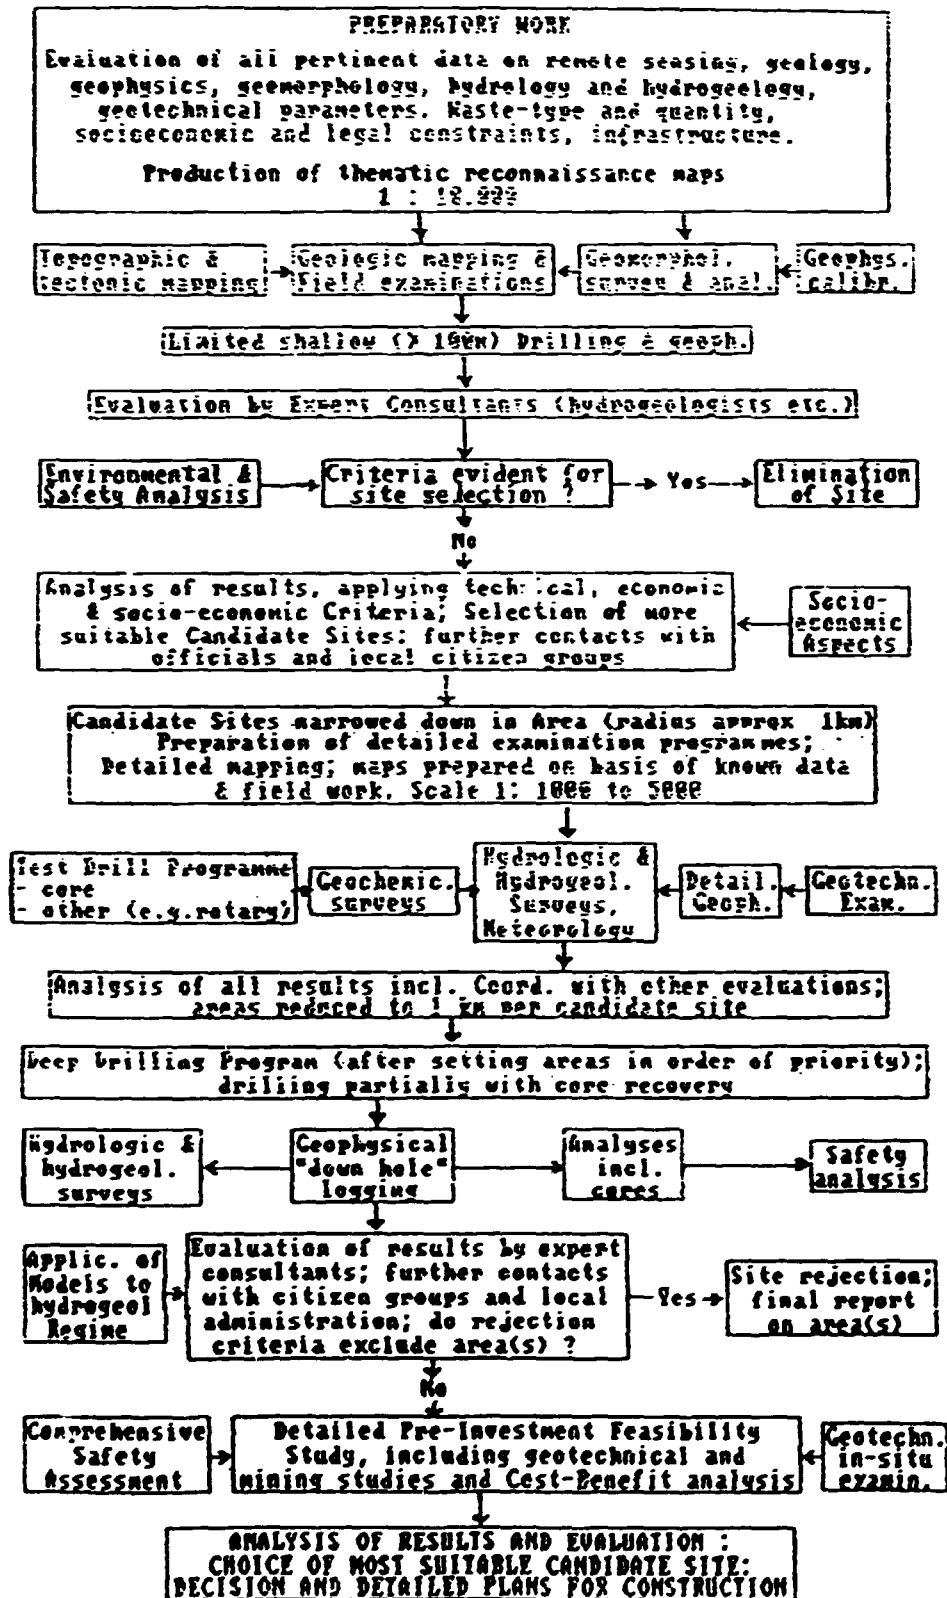 PREPARATORY WORK
Evaluation of all pertinent data on remote sensing, geology,
geophysics, geomorphology, hydrology and hydrogeology,
geotechnical parameters. Waste-type and quantity,
socioeconomic and legal constraints, infrastructure.
Production of thematic reconnaissance maps
1 : 10.000
Topographic &
tectonic mapping
Geologic mapping &
Field examinations
Geomorphol.
survey & anal.
Geophys.
calibr.
Limited shallow (> 100m) Drilling & geoph.
Evaluation by Expert Consultants (hydrogeologists etc.)
Environmental &
Safety Analysis
Criteria evident for
site selection ?
Yes
Elimination
of Site
No
Analysis of results, applying technical, economic
& socio-economic Criteria; Selection of more
suitable Candidate Sites; further contacts with
officials and local citizen groups
Socio-
economic
Aspects
Candidate Sites narrowed down in Area (radius approx 1km)
Preparation of detailed examination programmes;
Detailed mapping; maps prepared on basis of known data
& field work. Scale 1: 1000 to 5000
Test Drill Programme
- core
- other (e.g.rotary)
Geochemic.
surveys
Hydrologic &
Hydrogeol.
Surveys,
Meteorology
Detail.
Geoph.
Geotechn.
Exam.
Analysis of all results incl. Coord. with other evaluations;
areas reduced to 1 km per candidate site
Deep Drilling Program (after setting areas in order of priority);
drilling partially with core recovery
Hydrologic &
hydrogeol.
surveys
Geophysical
"down hole"
logging
Analyses
incl.
cores
Safety
analysis
Applic. of
Models to
hydrogeol
Regime
Evaluation of results by expert
consultants; further contacts
with citizen groups and local
administration; do rejection
criteria exclude area(s) ?
Yes
Site rejection;
final report
on area(s)
No
Comprehensive
Safety
Assessment
Detailed Pre-Investment Feasibility
Study, including geotechnical and
mining studies and Cost-Benefit analysis
Geotechn.
in-situ
examin.
ANALYSIS OF RESULTS AND EVALUATION :
CHOICE OF MOST SUITABLE CANDIDATE SITE:
DECISION AND DETAILED PLANS FOR CONSTRUCTION